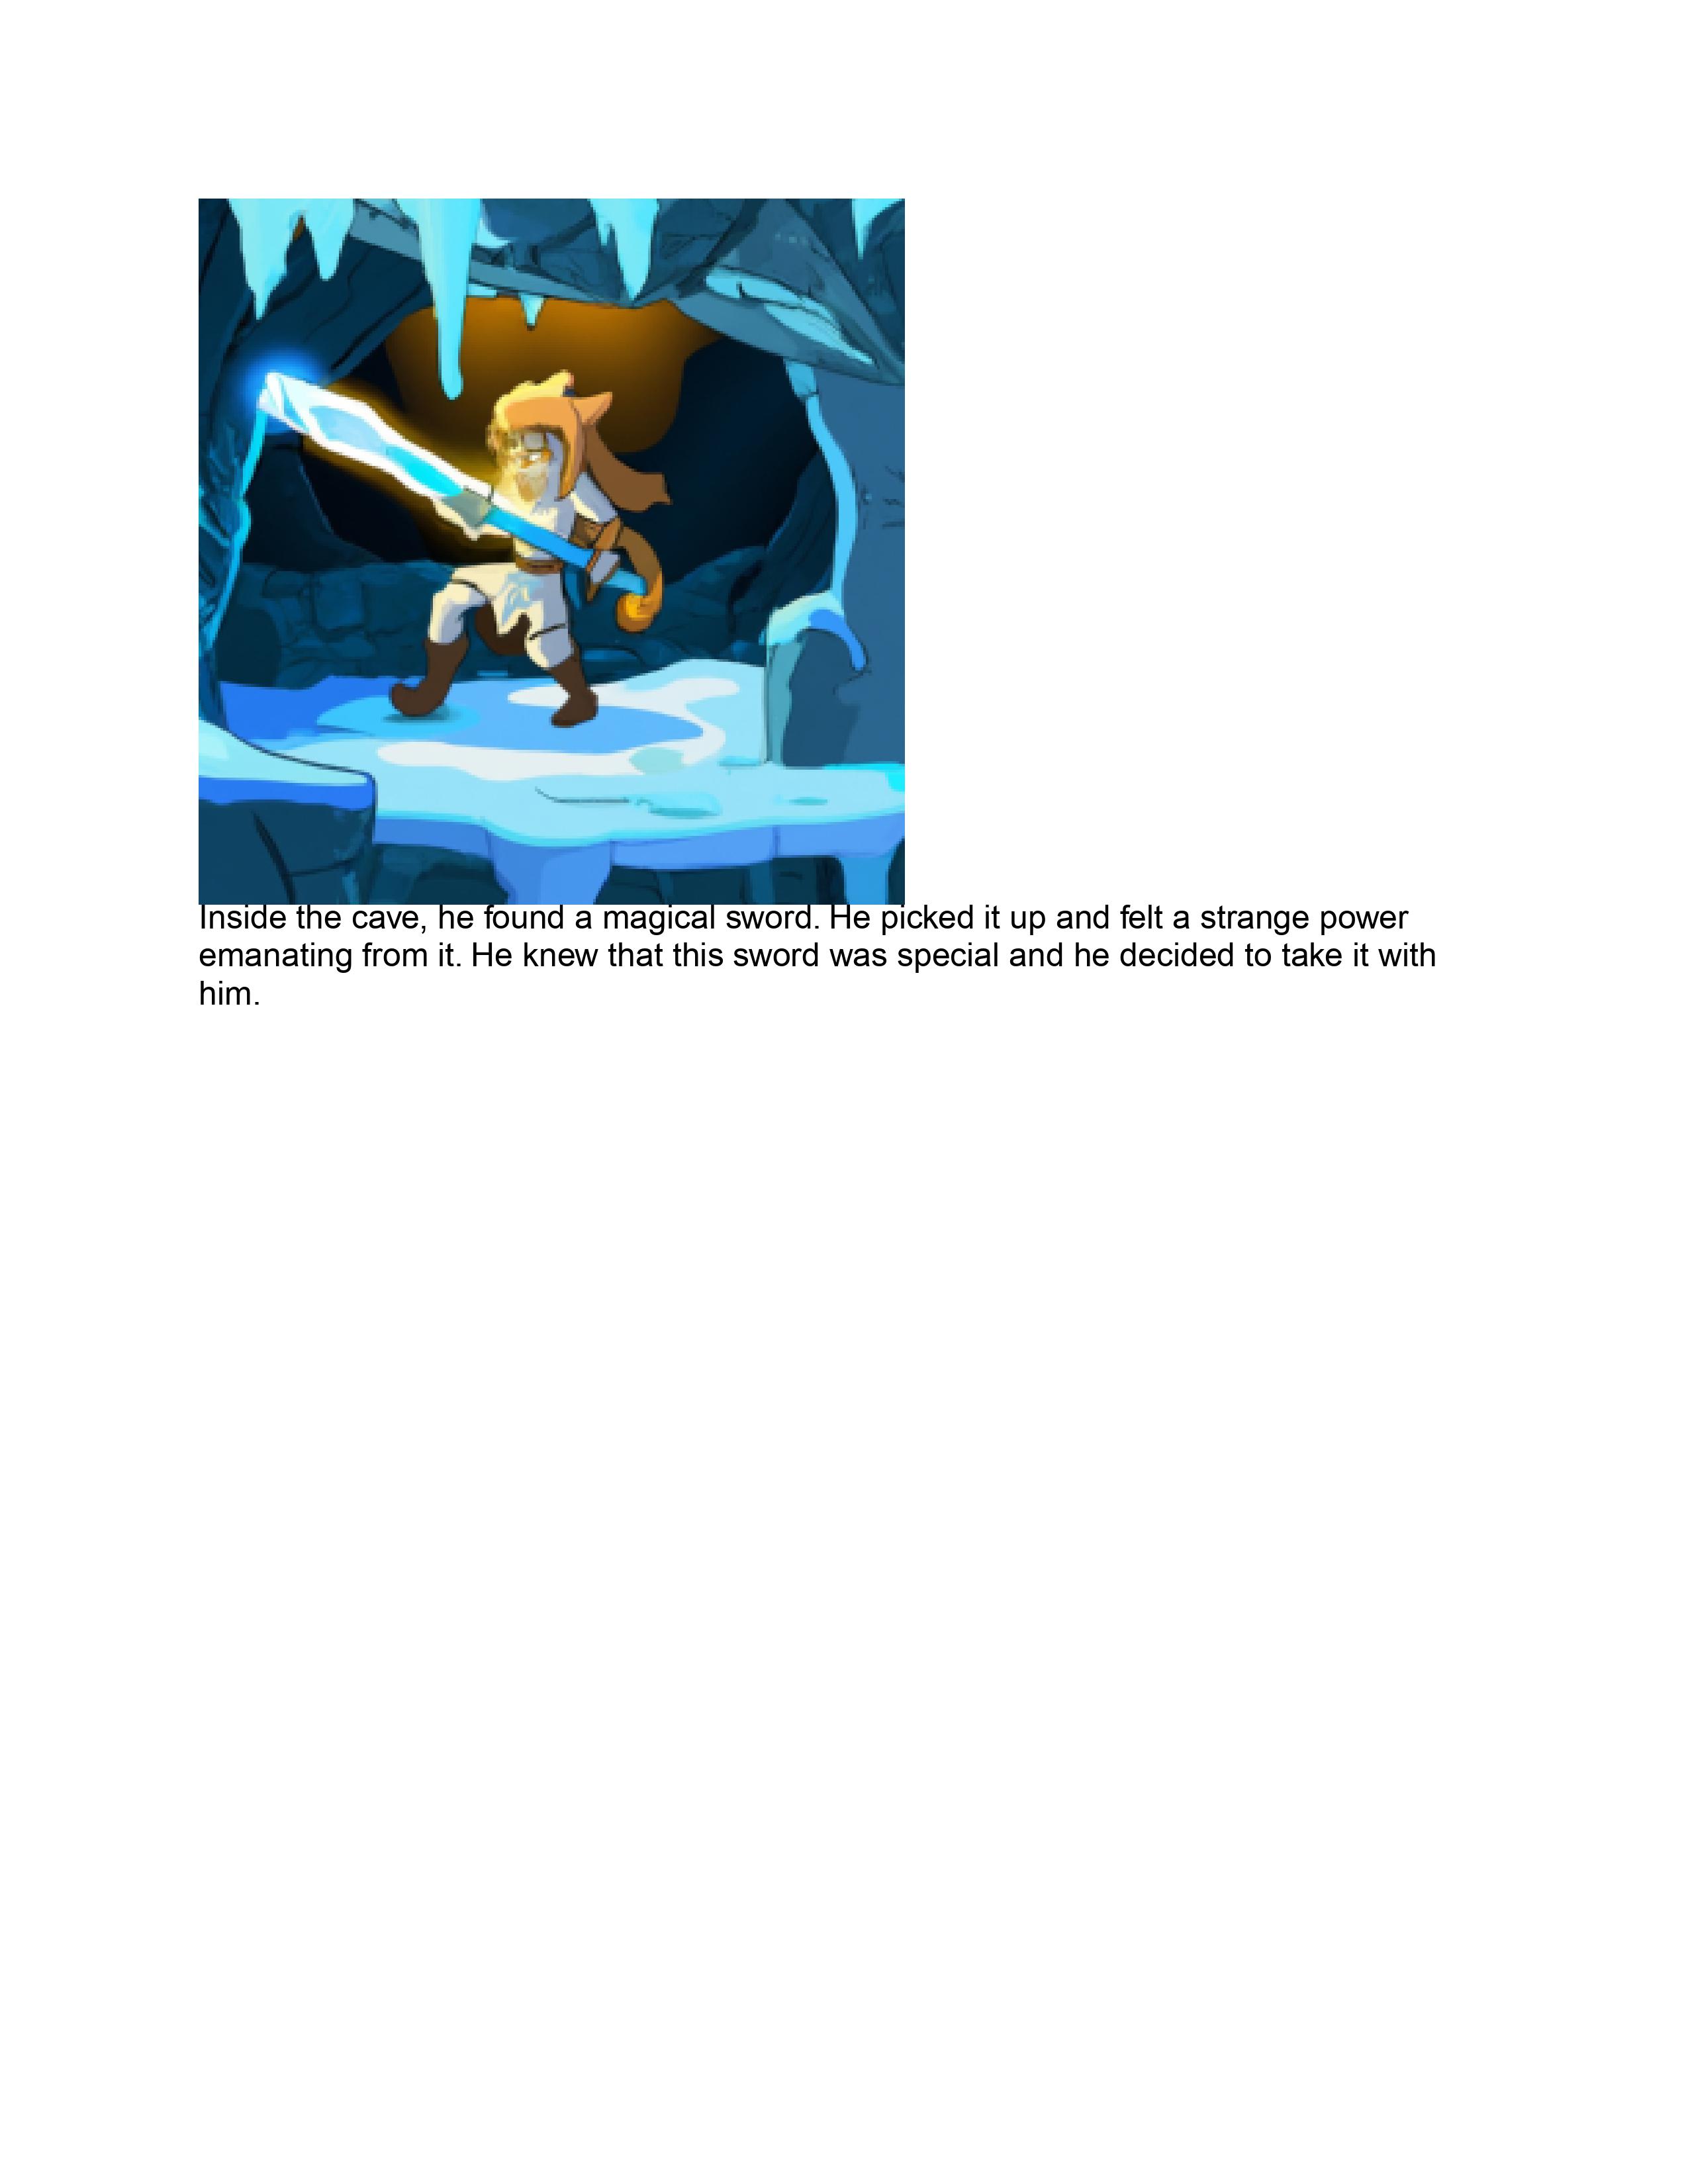 Inside the cave, he found a magical sword. He picked it up and felt a strange power
emanating from it. He knew that this sword was special and he decided to take it with
him.